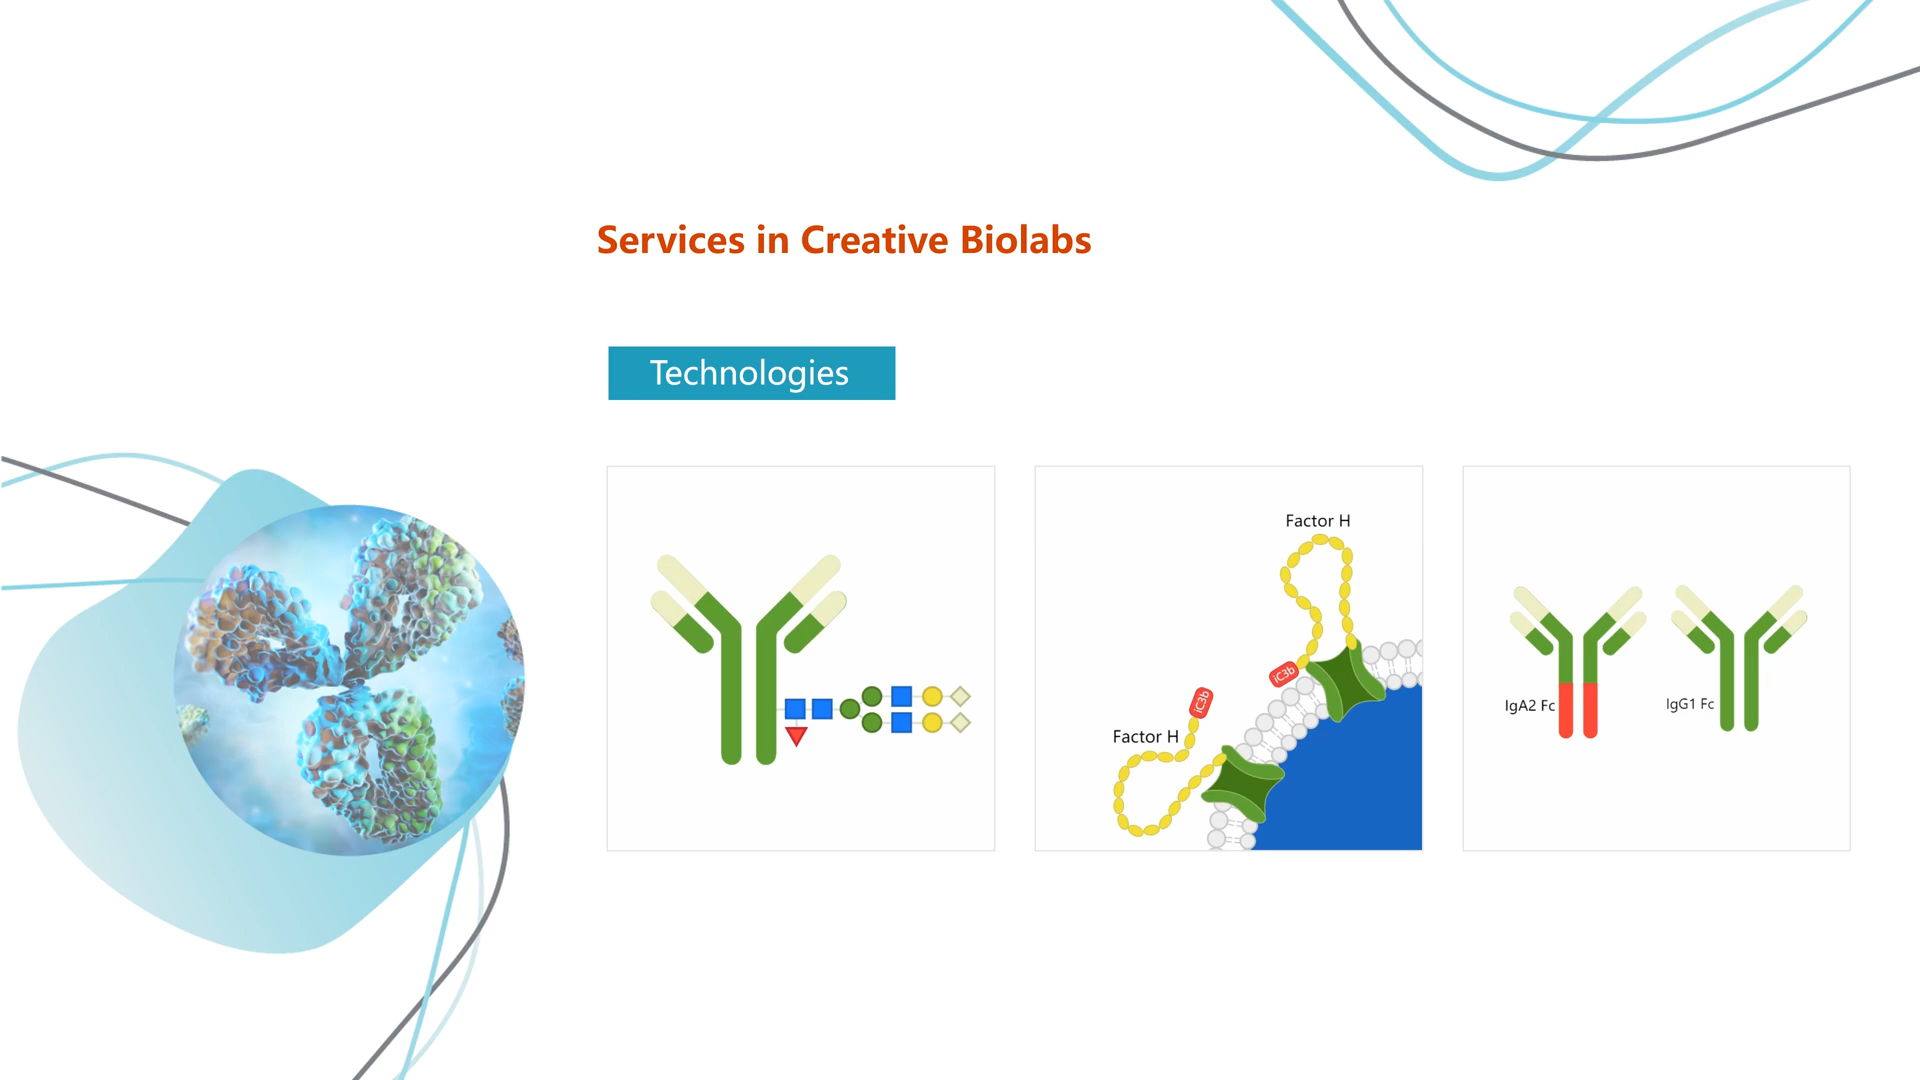 Services in Creative Biolabs
Technologies
Factor H
iC3b
iC3b
Factor H
IgA2 Fc
IgG1 Fc